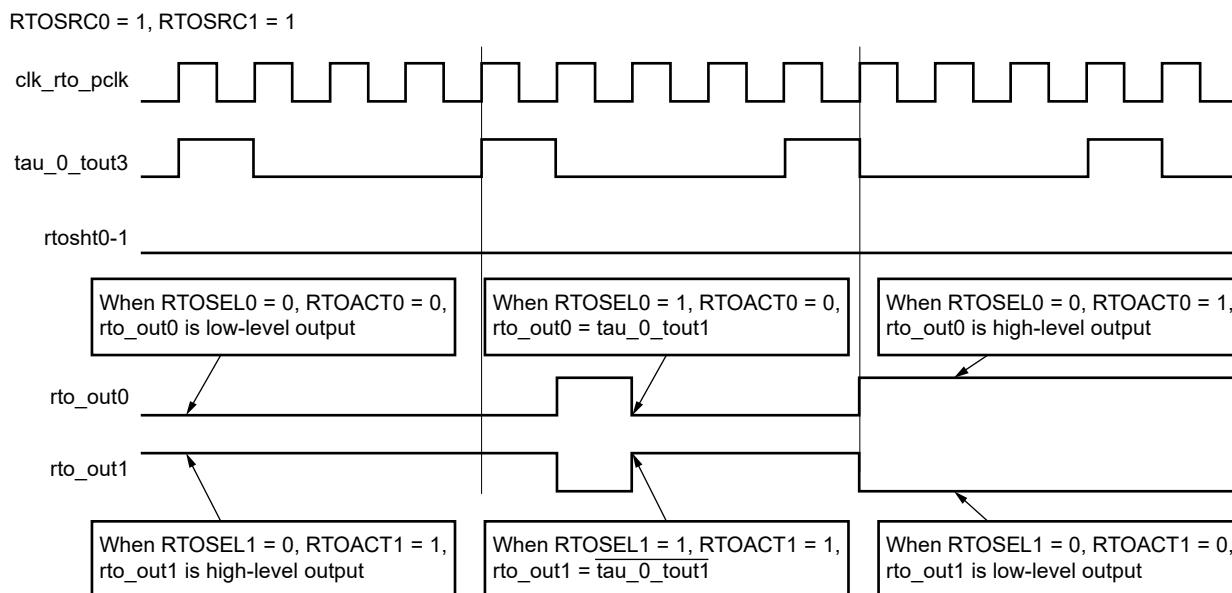 RTOSRC0 = 1, RTOSRC1 = 1
clk_rto_pclk
tau_0_tout3
rtosht0-1
When RTOSEL0 = 0, RTOACT0 = 0,
rto_out0 is low-level output
When RTOSEL0 = 1, RTOACT0 = 0,
rto_out0 = tau_0_tout1
When RTOSEL0 = 0, RTOACT0 = 1,
rto_out0 is high-level output
rto_out0
rto_out1
When RTOSEL1 = 0, RTOACT1 = 1,
rto_out1 is high-level output
When RTOSEL1 = 1, RTOACT1 = 1,
rto_out1 = t̅a̅u̅_̅0̅_̅t̅o̅u̅t̅1̅
When RTOSEL1 = 0, RTOACT1 = 0,
rto_out1 is low-level output